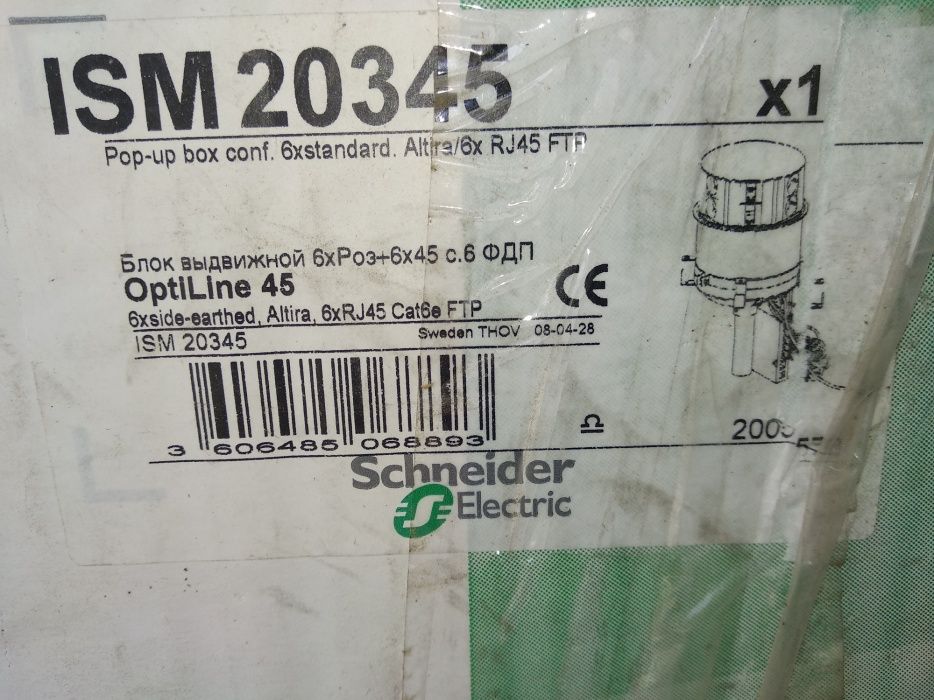 ISM 20345 x1
Pop-up box conf. 6xstandard. Altira/6x RJ45 FTP
Блок выдвижной 6хРоз+6х45 с.6 ФДП
OptiLine 45
CE
6xside-earthed, Altira, 6xRJ45 Cat6e FTP
ISM 20345 Sweden THOV 08-04-28
3 606485 068893
Schneider
Electric